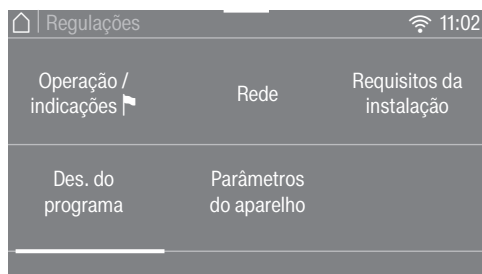 Regulações
11:02
Operação /
indicações
Rede
Requisitos da
instalação
Des. do
programa
Parâmetros
do aparelho